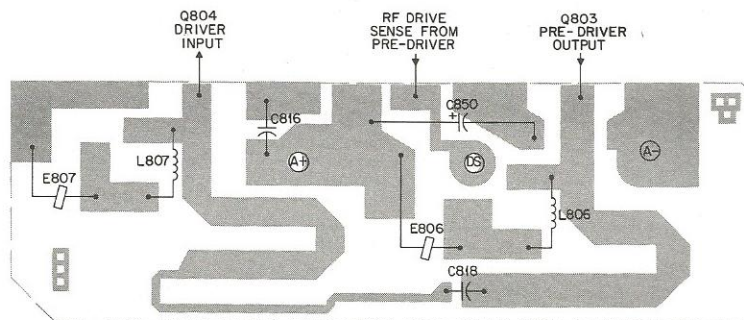 Q804
DRIVER
INPUT
RF DRIVE
SENSE FROM
PRE-DRIVER
Q803
PRE-DRIVER
OUTPUT
C816
+
C850
L807
A+
DS
A-
E807
L806
E806
C818